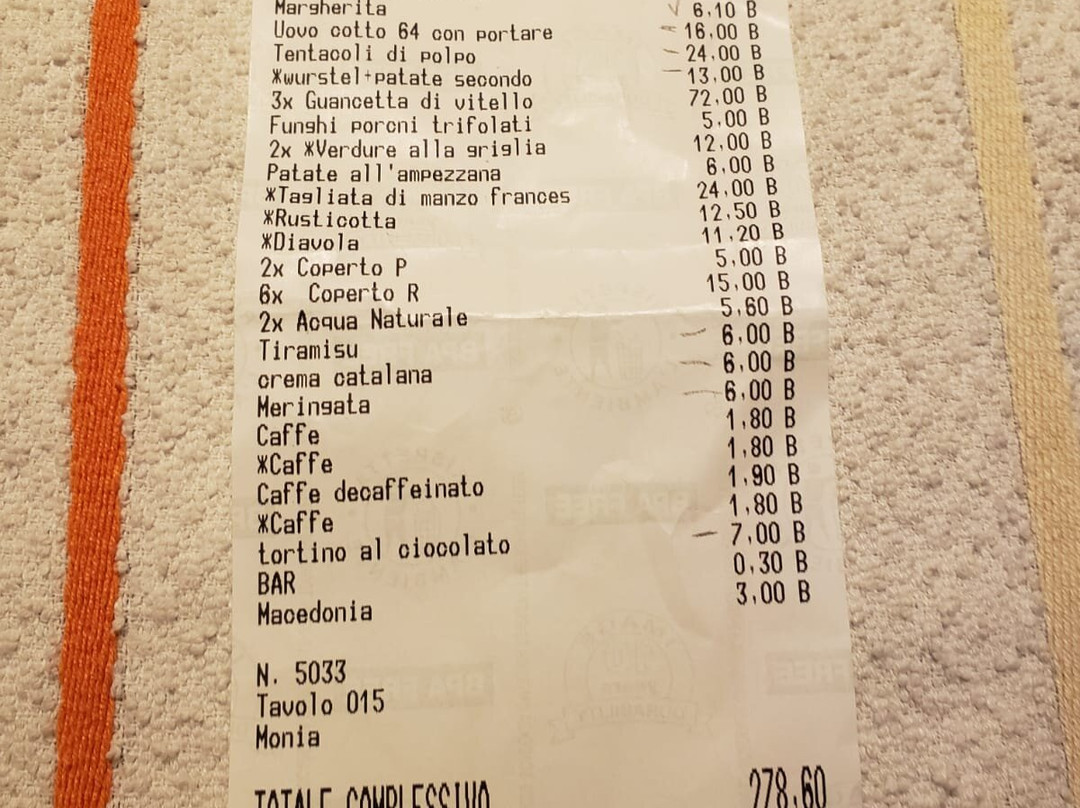 Margherita 6,10 B
Uovo cotto 64 con portare 16,00 B
Tentacoli di polpo 24,00 B
*wurstel+patate secondo 13,00 B
3x Guancetta di vitello 72,00 B
Funghi porcni trifolati 5,00 B
2x *Verdure alla griglia 12,00 B
Patate all'ampezzana 6,00 B
*Tagliata di manzo frances 24,00 B
*Rusticotta 12,50 B
*Diavola 11,20 B
2x Coperto P 5,00 B
6x Coperto R 15,00 B
2x Acqua Naturale 5,60 B
Tiramisu 6,00 B
crema catalana 6,00 B
Meringata 6,00 B
Caffe 1,80 B
*Caffe 1,80 B
Caffe decaffeinato 1,90 B
*Caffe 1,80 B
tortino al ciocolato 7,00 B
BAR 0,30 B
Macedonia 3,00 B
N. 5033
Tavolo 015
Monia
TOTALE COMPLESSIVO 278,60